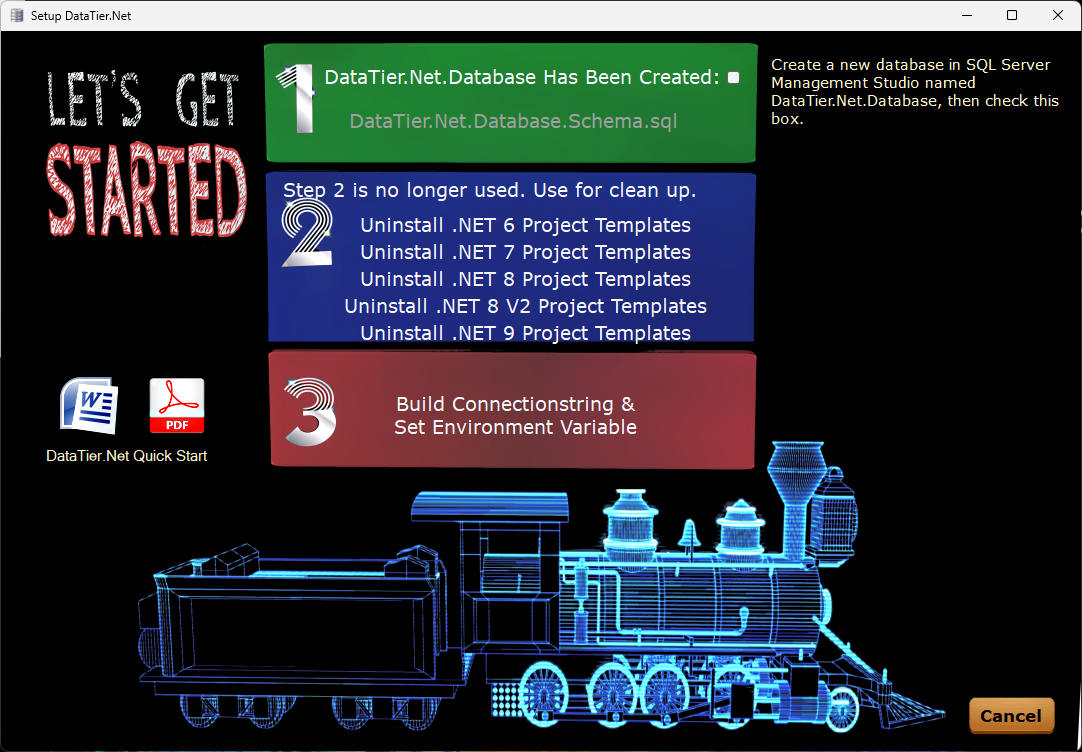 Setup DataTier.Net
LET'S GET
STARTED
1
DataTier.Net.Database Has Been Created:
DataTier.Net.Database.Schema.sql
Create a new database in SQL Server
Management Studio named
DataTier.Net.Database, then check this
box.
Step 2 is no longer used. Use for clean up.
2
Uninstall .NET 6 Project Templates
Uninstall .NET 7 Project Templates
Uninstall .NET 8 Project Templates
Uninstall .NET 8 V2 Project Templates
Uninstall .NET 9 Project Templates
3
Build Connectionstring &
Set Environment Variable
W
PDF
DataTier.Net Quick Start
Cancel